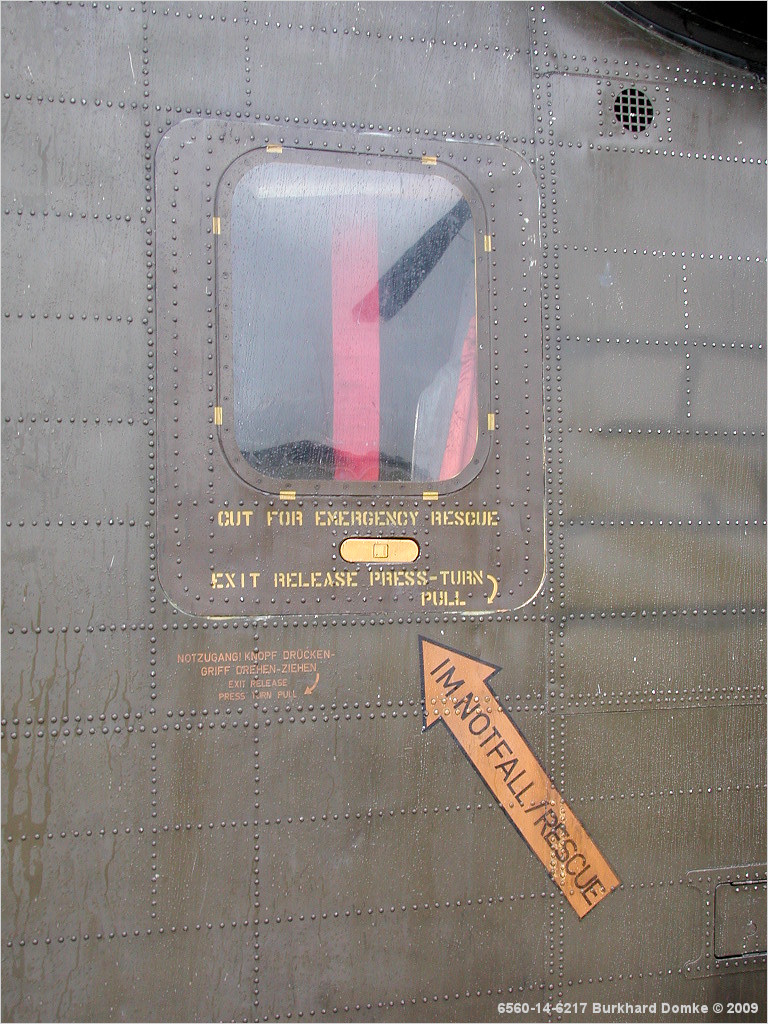 CUT FOR EMERGENCY RESCUE
EXIT RELEASE PRESS-TURN
PULL
NOTZUGANG! KNOPF DRÜCKEN-
GRIFF DREHEN-ZIEHEN
EXIT RELEASE
PRESS TURN PULL
IM NOTFALL/RESCUE
6560-14-6217 Burkhard Domke © 2009